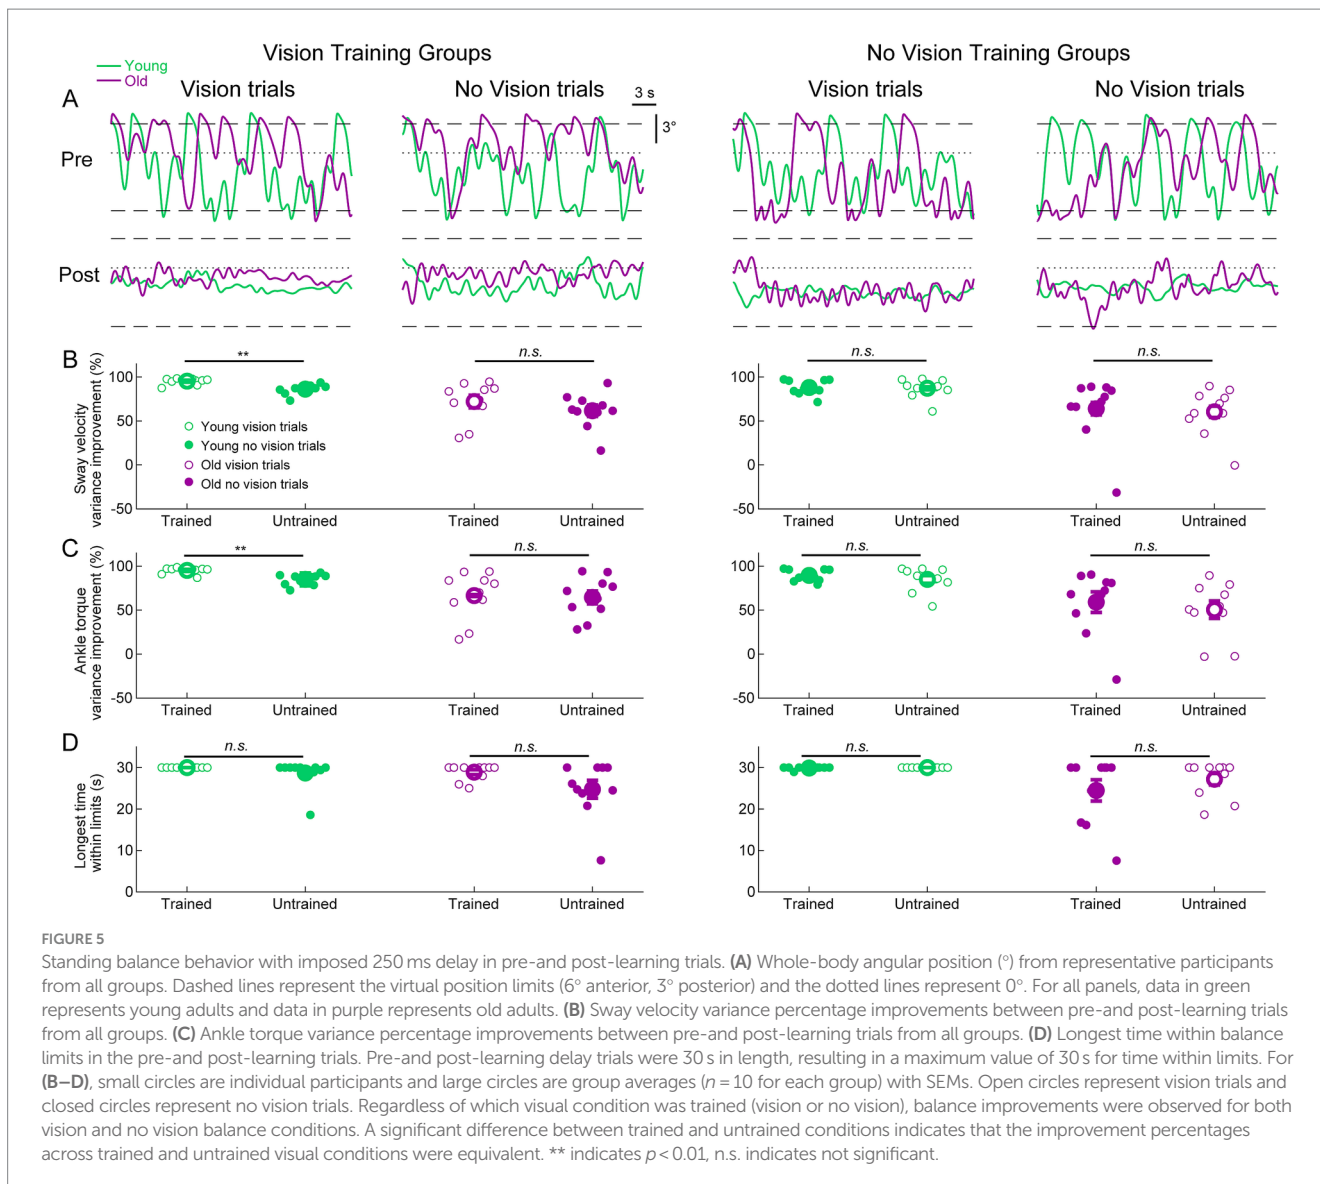 Vision Training Groups
No Vision Training Groups
Young
Old
Vision trials
No Vision trials
Vision trials
No Vision trials
3 s
3°
A
Pre
Post
B
Sway velocity
variance improvement (%)
100
50
0
-50
**
n.s.
n.s.
n.s.
Young vision trials
Young no vision trials
Old vision trials
Old no vision trials
Trained
Untrained
Trained
Untrained
Trained
Untrained
Trained
Untrained
C
Ankle torque
variance improvement (%)
100
50
0
-50
**
n.s.
n.s.
n.s.
Trained
Untrained
Trained
Untrained
Trained
Untrained
Trained
Untrained
D
Longest time
within limits (s)
30
20
10
0
n.s.
n.s.
n.s.
n.s.
Trained
Untrained
Trained
Untrained
Trained
Untrained
Trained
Untrained
FIGURE 5
Standing balance behavior with imposed 250 ms delay in pre-and post-learning trials. (A) Whole-body angular position (°) from representative participants
from all groups. Dashed lines represent the virtual position limits (6° anterior, 3° posterior) and the dotted lines represent 0°. For all panels, data in green
represents young adults and data in purple represents old adults. (B) Sway velocity variance percentage improvements between pre-and post-learning trials
from all groups. (C) Ankle torque variance percentage improvements between pre-and post-learning trials from all groups. (D) Longest time within balance
limits in the pre-and post-learning trials. Pre-and post-learning delay trials were 30 s in length, resulting in a maximum value of 30 s for time within limits. For
(B–D), small circles are individual participants and large circles are group averages (n = 10 for each group) with SEMs. Open circles represent vision trials and
closed circles represent no vision trials. Regardless of which visual condition was trained (vision or no vision), balance improvements were observed for both
vision and no vision balance conditions. A significant difference between trained and untrained conditions indicates that the improvement percentages
across trained and untrained visual conditions were equivalent. ** indicates p < 0.01, n.s. indicates not significant.